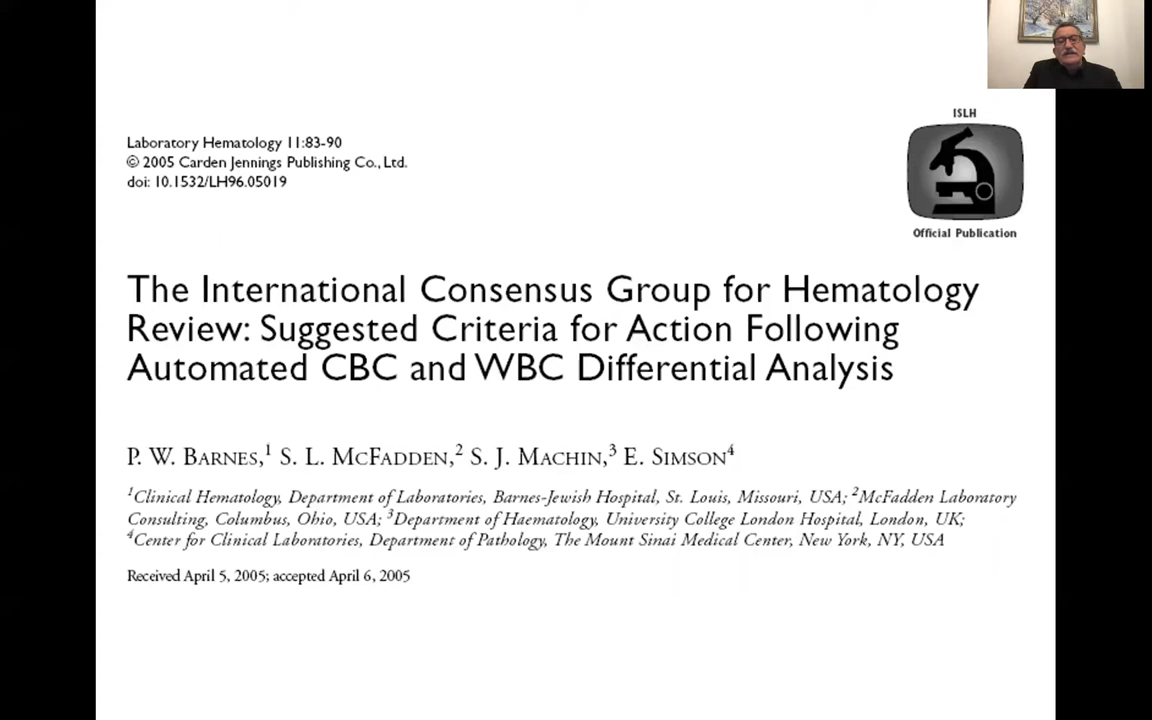 Laboratory Hematology 11:83-90
© 2005 Carden Jennings Publishing Co., Ltd.
doi: 10.1532/LH96.05019
ISLH
Official Publication
The International Consensus Group for Hematology
Review: Suggested Criteria for Action Following
Automated CBC and WBC Differential Analysis
P. W. BARNES,1 S. L. MCFADDEN,2 S. J. MACHIN,3 E. SIMSON4
1Clinical Hematology, Department of Laboratories, Barnes-Jewish Hospital, St. Louis, Missouri, USA; 2McFadden Laboratory
Consulting, Columbus, Ohio, USA; 3Department of Haematology, University College London Hospital, London, UK;
4Center for Clinical Laboratories, Department of Pathology, The Mount Sinai Medical Center, New York, NY, USA
Received April 5, 2005; accepted April 6, 2005